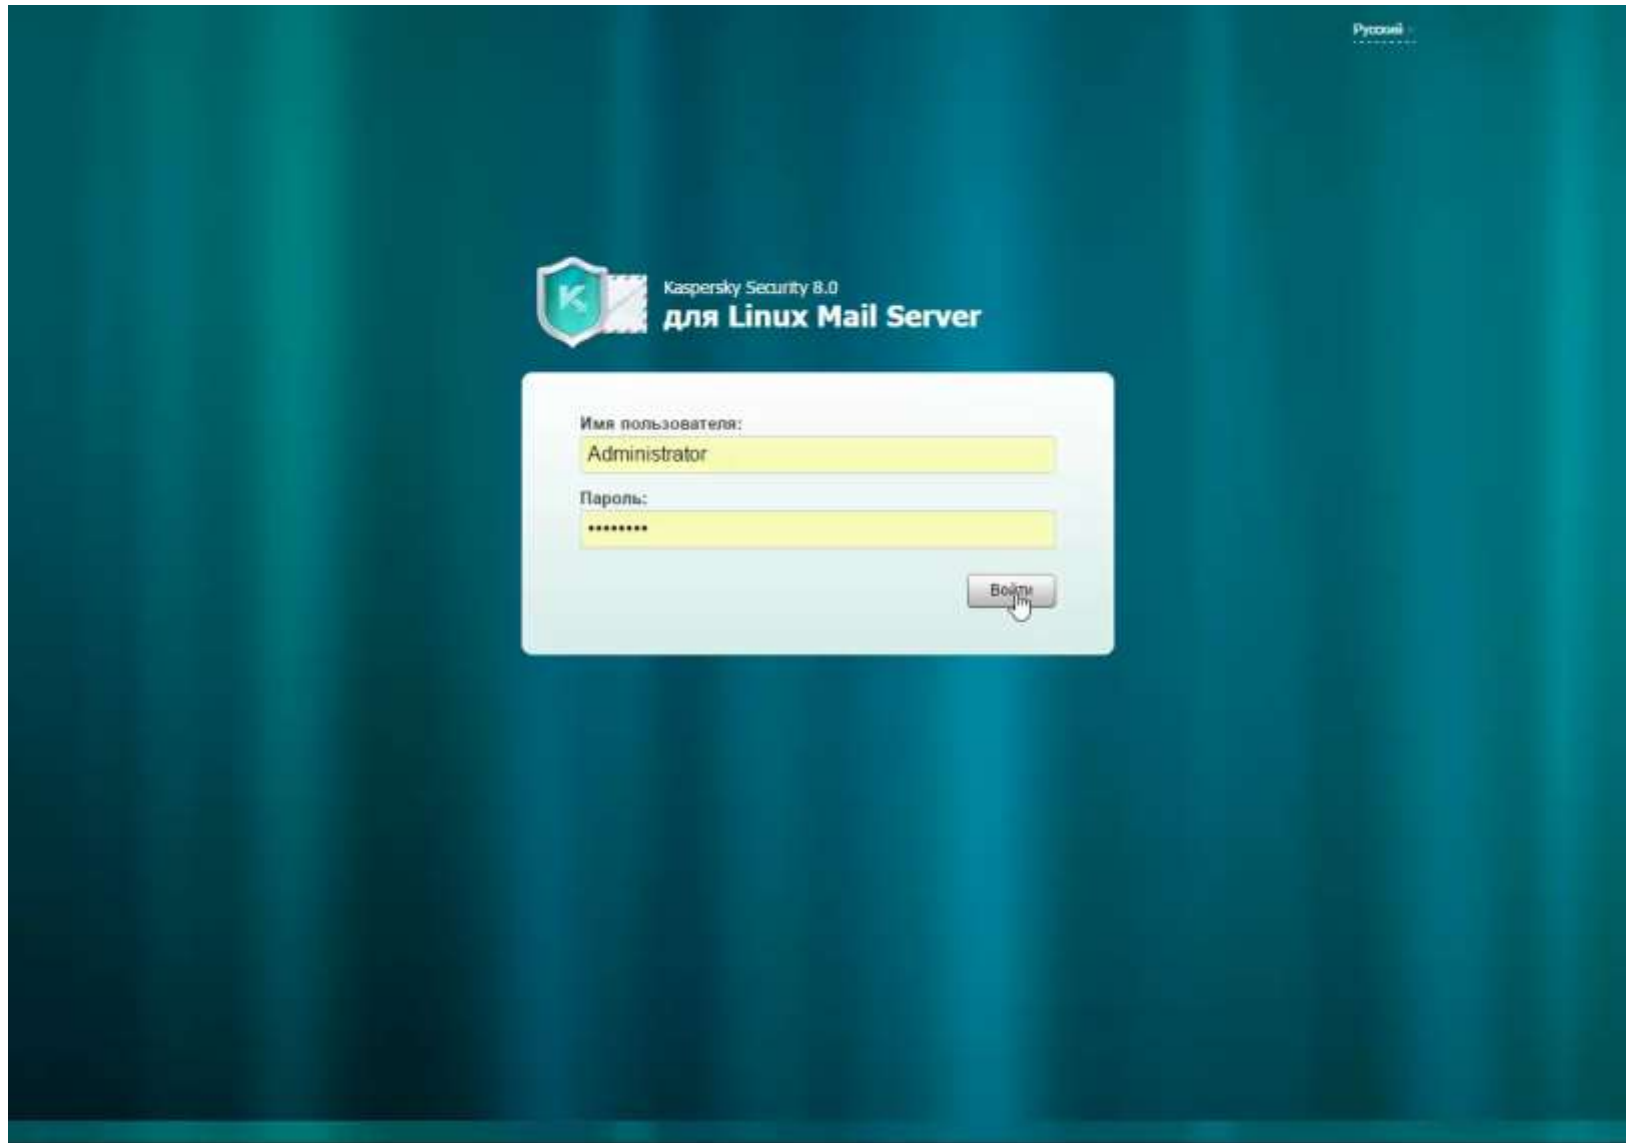 Русский
Kaspersky Security 8.0
для Linux Mail Server
Имя пользователя:
Administrator
Пароль:
••••••••
Войти